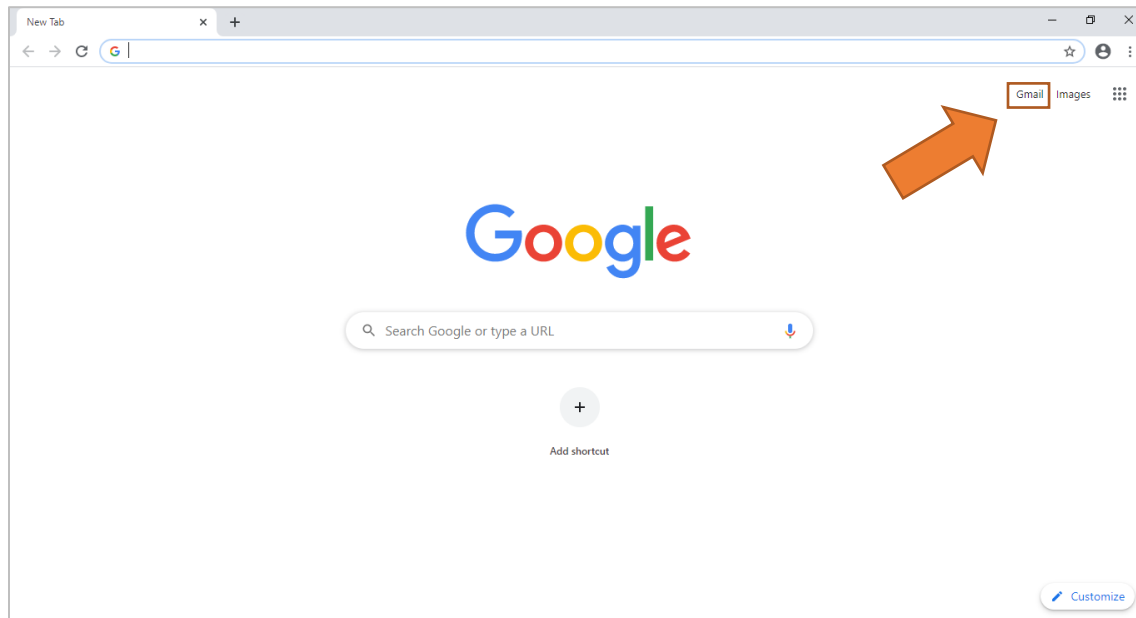 New Tab
Gmail Images
Google
Search Google or type a URL
Add shortcut
Customize